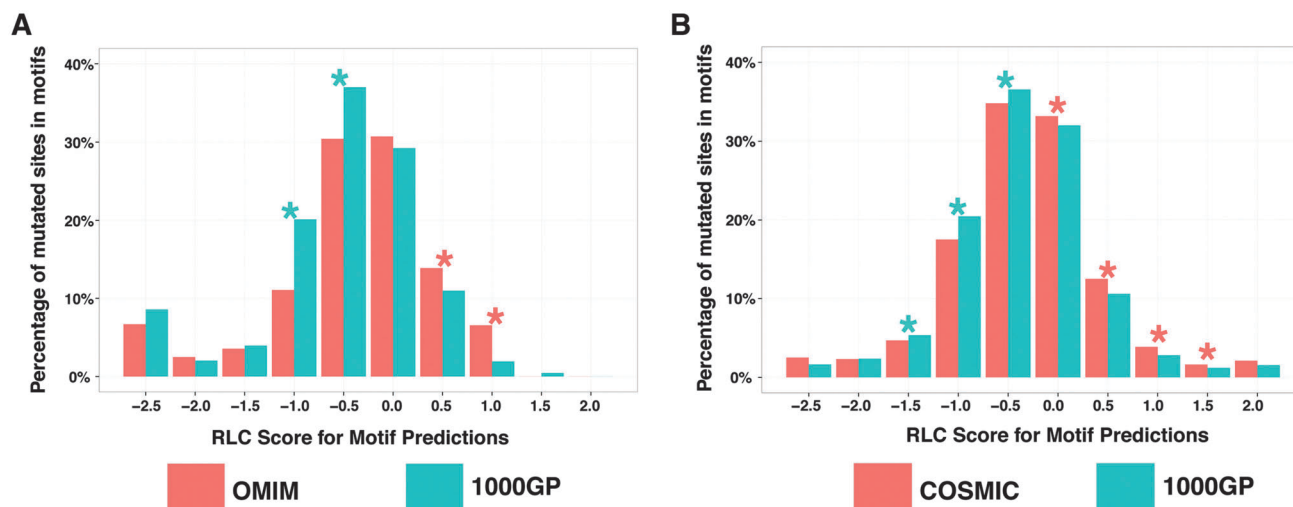 A
Percentage of mutated sites in motifs
40%
30%
20%
10%
0%
−2.5 −2.0 −1.5 −1.0 −0.5 0.0 0.5 1.0 1.5 2.0
RLC Score for Motif Predictions
OMIM 1000GP
B
Percentage of mutated sites in motifs
40%
30%
20%
10%
0%
−2.5 −2.0 −1.5 −1.0 −0.5 0.0 0.5 1.0 1.5 2.0
RLC Score for Motif Predictions
COSMIC 1000GP